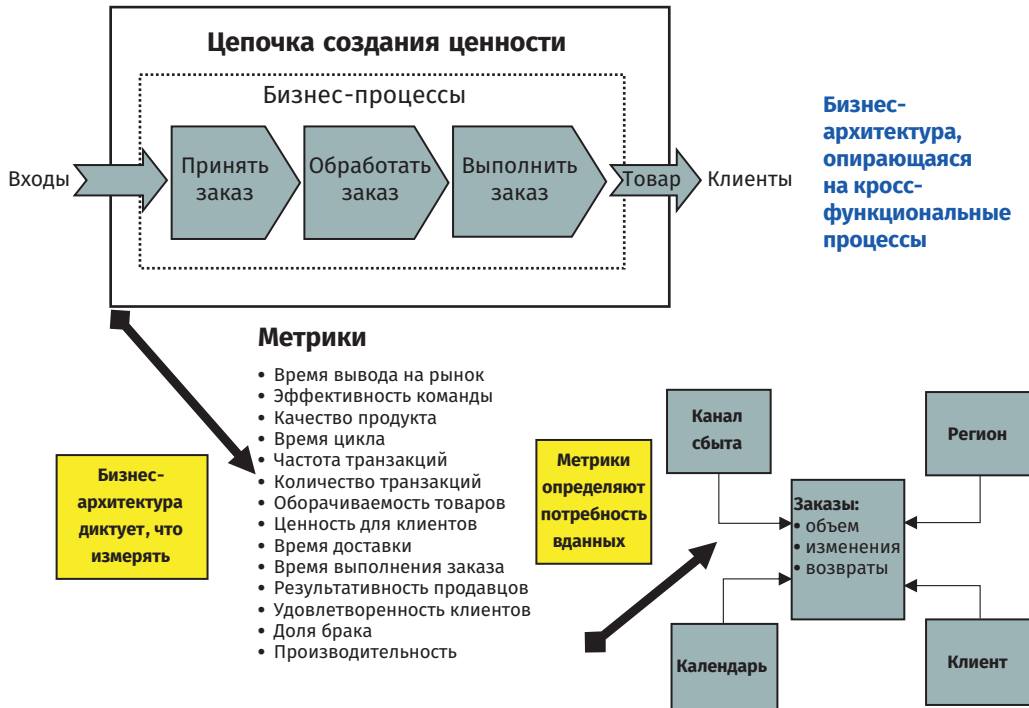 Цепочка создания ценности
Бизнес-процессы
Входы
Принять
заказ
Обработать
заказ
Выполнить
заказ
Товар
Клиенты
Бизнес-
архитектура,
опирающаяся
на кросс-
функциональные
процессы
Метрики
• Время вывода на рынок
• Эффективность команды
• Качество продукта
• Время цикла
• Частота транзакций
• Количество транзакций
• Оборачиваемость товаров
• Ценность для клиентов
• Время доставки
• Время выполнения заказа
• Результативность продавцов
• Удовлетворенность клиентов
• Доля брака
• Производительность
Бизнес-
архитектура
диктует, что
измерять
Метрики
определяют
потребность
вданных
Канал
сбыта
Регион
Заказы:
• объем
• изменения
• возвраты
Календарь
Клиент